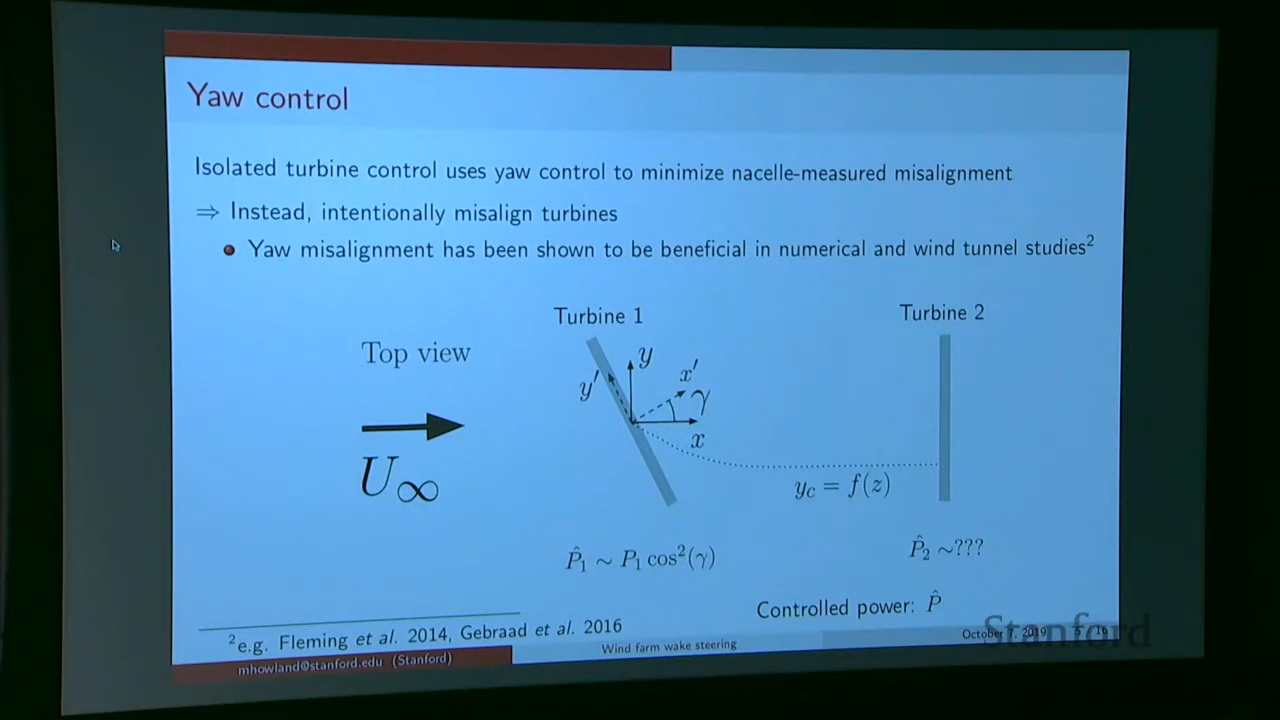 Yaw control
Isolated turbine control uses yaw control to minimize nacelle-measured misalignment
⇒ Instead, intentionally misalign turbines
• Yaw misalignment has been shown to be beneficial in numerical and wind tunnel studies²
Turbine 1
Turbine 2
Top view
y
x′
y′
γ
x
U∞
y_c = f(z)
P̂₁ ∼ P₁ cos²(γ)
P̂₂ ∼???
Controlled power: P̂
²e.g. Fleming et al. 2014, Gebraad et al. 2016
mhowland@stanford.edu (Stanford)
Wind farm wake steering
October 7, 2019
Stanford